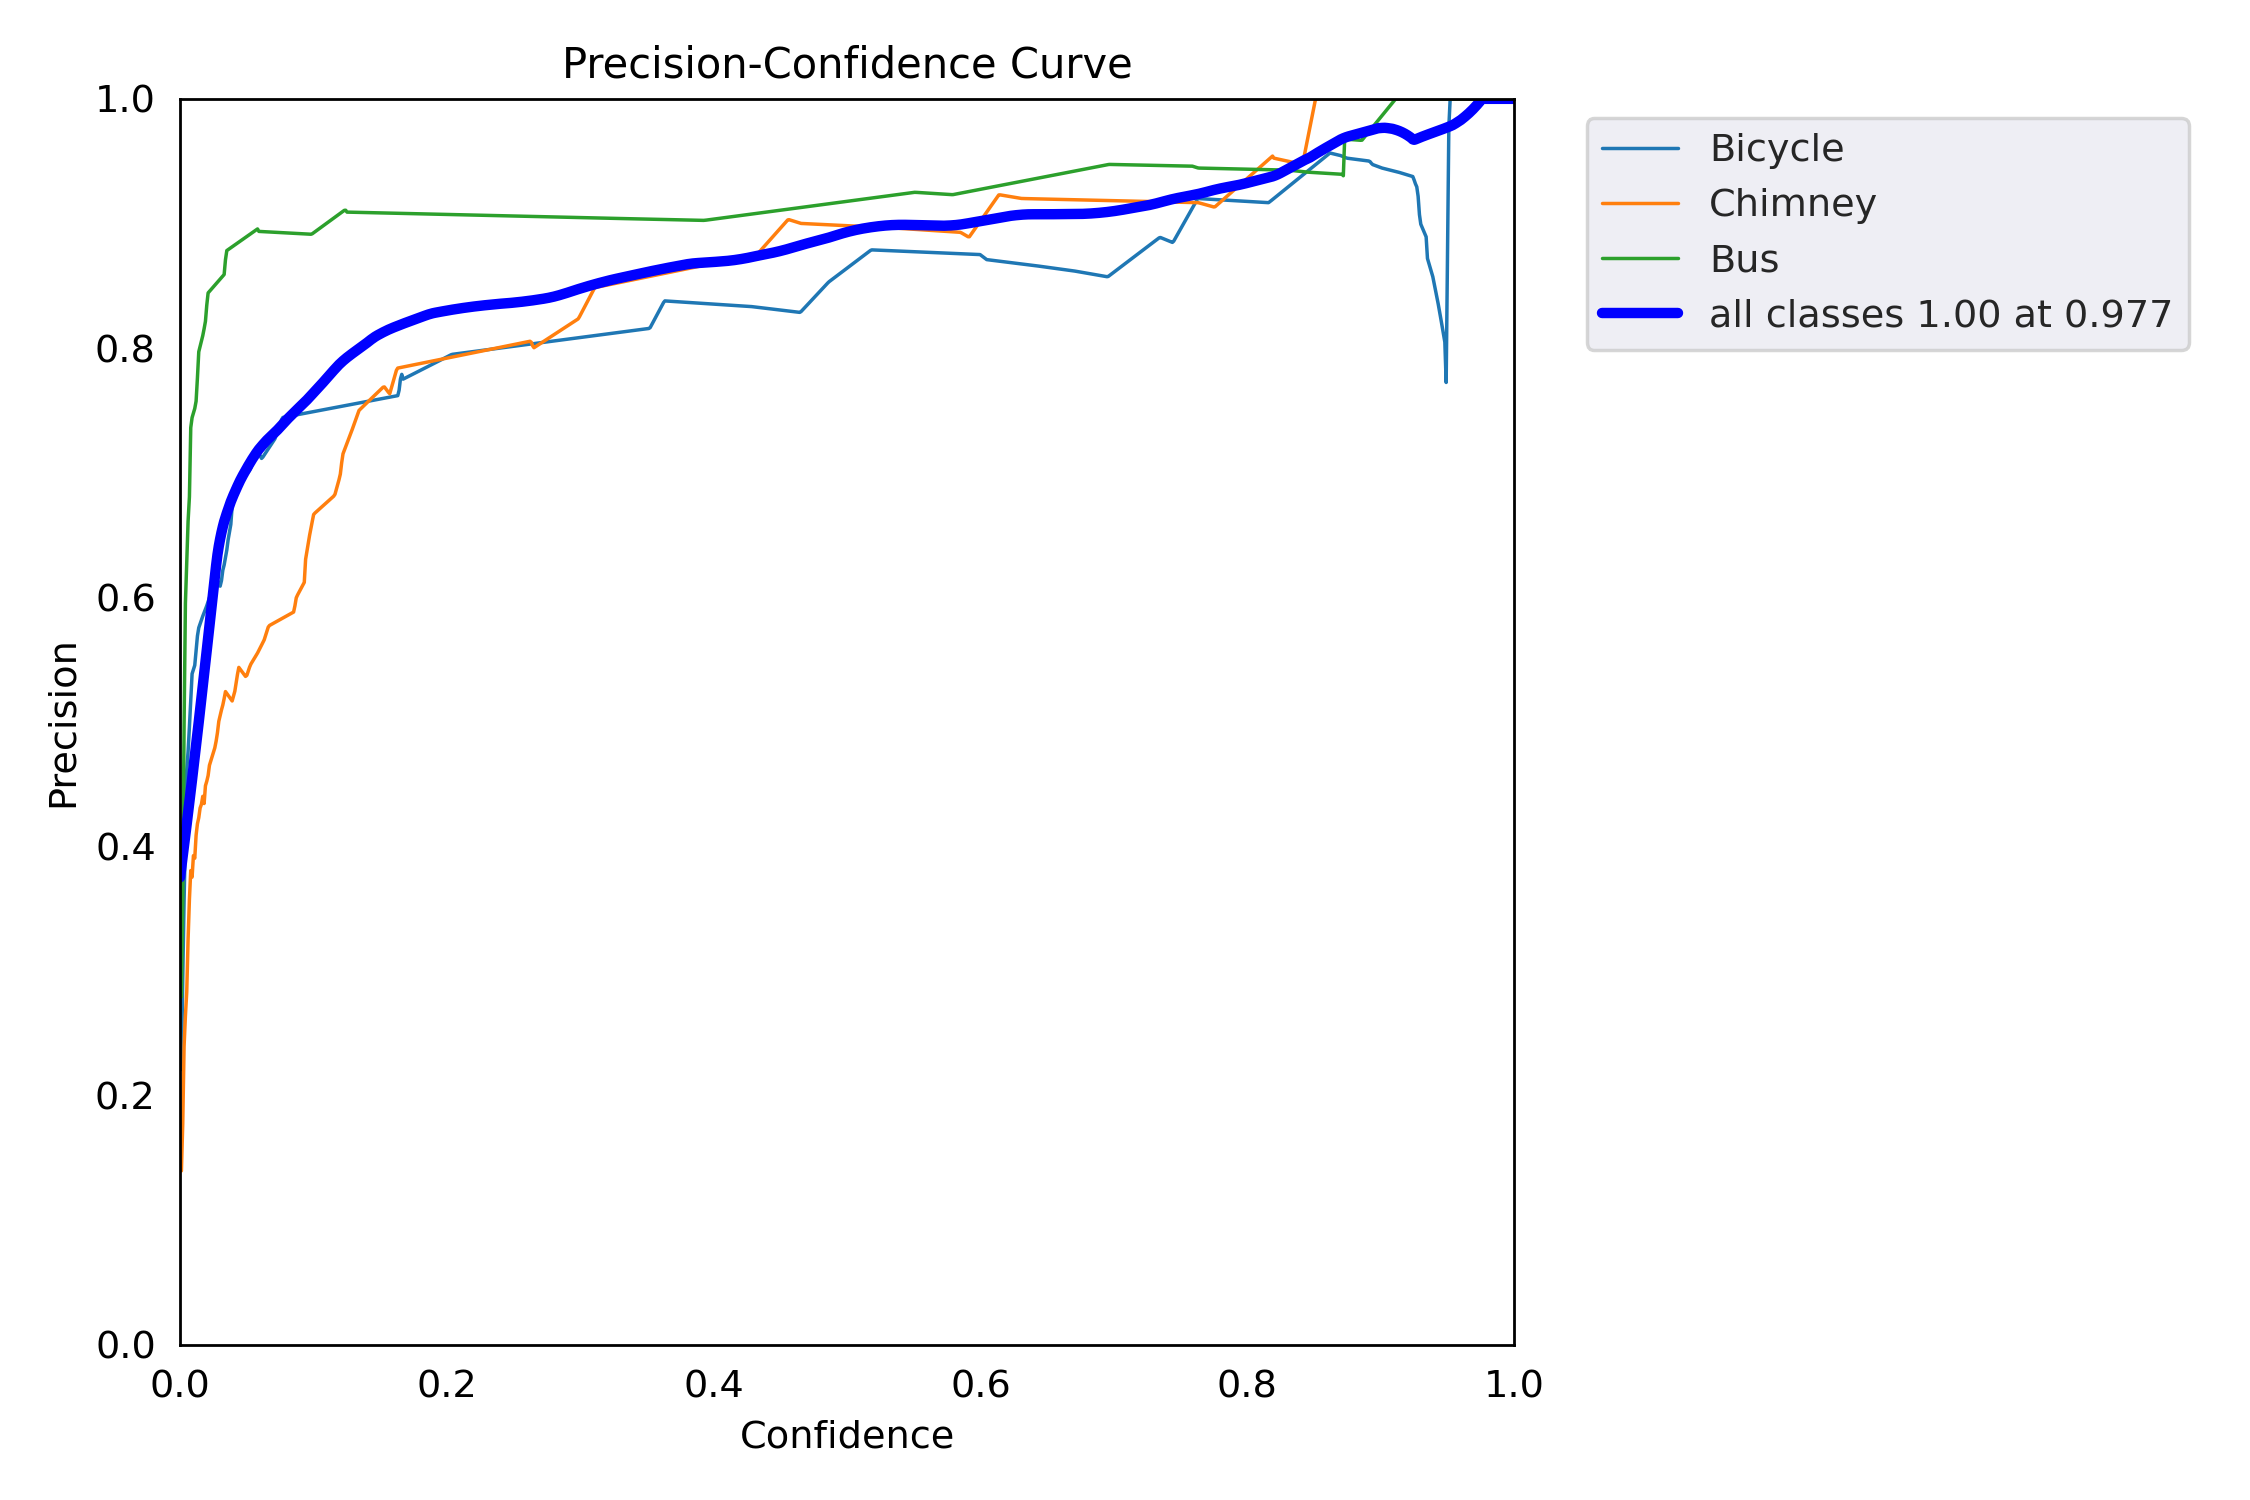 Precision-Confidence Curve
1.0
0.8
0.6
0.4
0.2
0.0
Precision
0.0 0.2 0.4 0.6 0.8 1.0
Confidence
Bicycle
Chimney
Bus
all classes 1.00 at 0.977